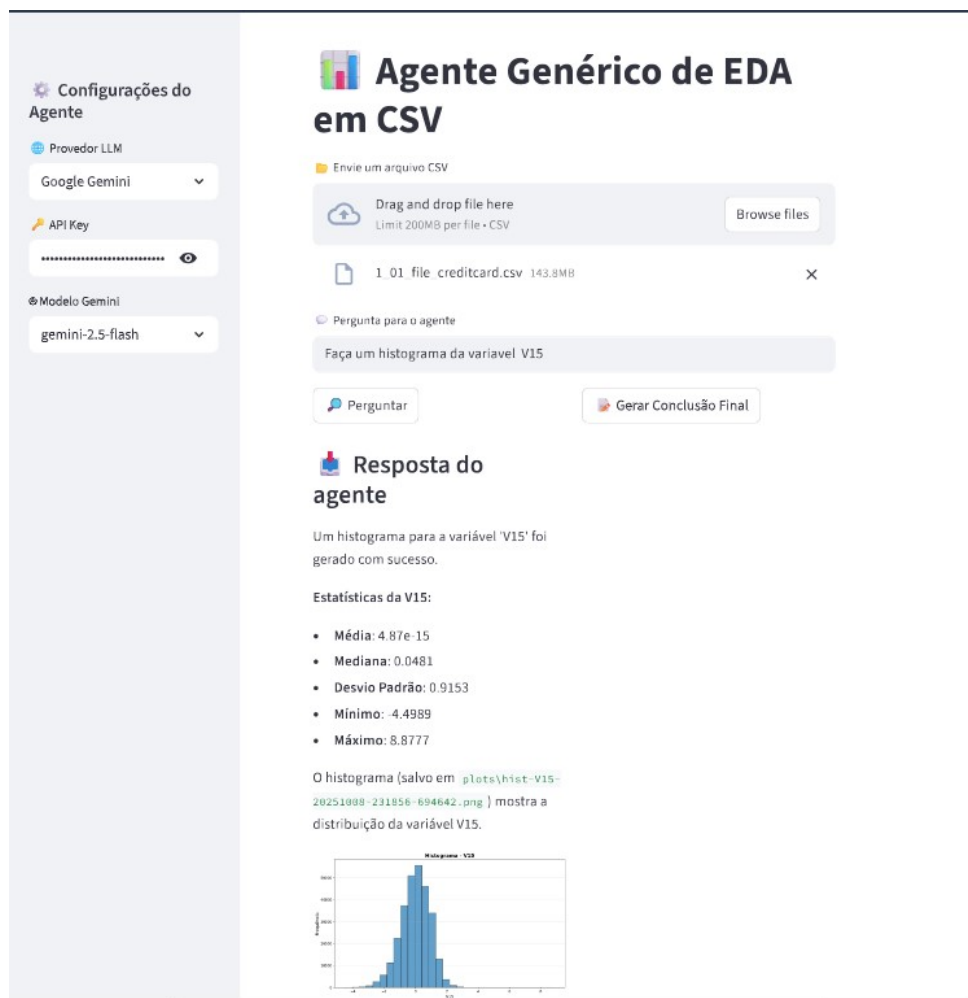 Configurações do
Agente
Provedor LLM
Google Gemini
API Key
Modelo Gemini
gemini-2.5-flash
Agente Genérico de EDA
em CSV
Envie um arquivo CSV
Drag and drop file here
Limit 200MB per file • CSV
Browse files
1_01_file_creditcard.csv 143.8MB
Pergunta para o agente
Faça um histograma da variavel V15
Perguntar
Gerar Conclusão Final
Resposta do
agente
Um histograma para a variável 'V15' foi
gerado com sucesso.
Estatísticas da V15:
• Média: 4.87e-15
• Mediana: 0.0481
• Desvio Padrão: 0.9153
• Mínimo: -4.4989
• Máximo: 8.8777
O histograma (salvo em plots\hist-V15-
20251008-231856-694642.png) mostra a
distribuição da variável V15.
Histograma - V15